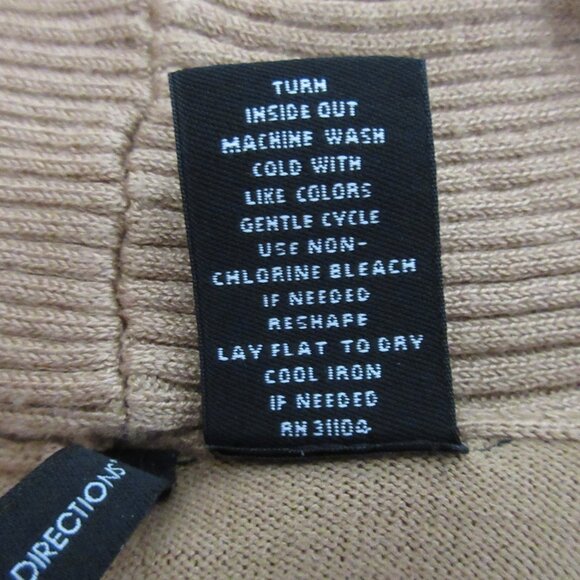 TURN
INSIDE OUT
MACHINE WASH
COLD WITH
LIKE COLORS
GENTLE CYCLE
USE NON-
CHLORINE BLEACH
IF NEEDED
RESHAPE
LAY FLAT TO DRY
COOL IRON
IF NEEDED
RN 31104
DIRECTIONS